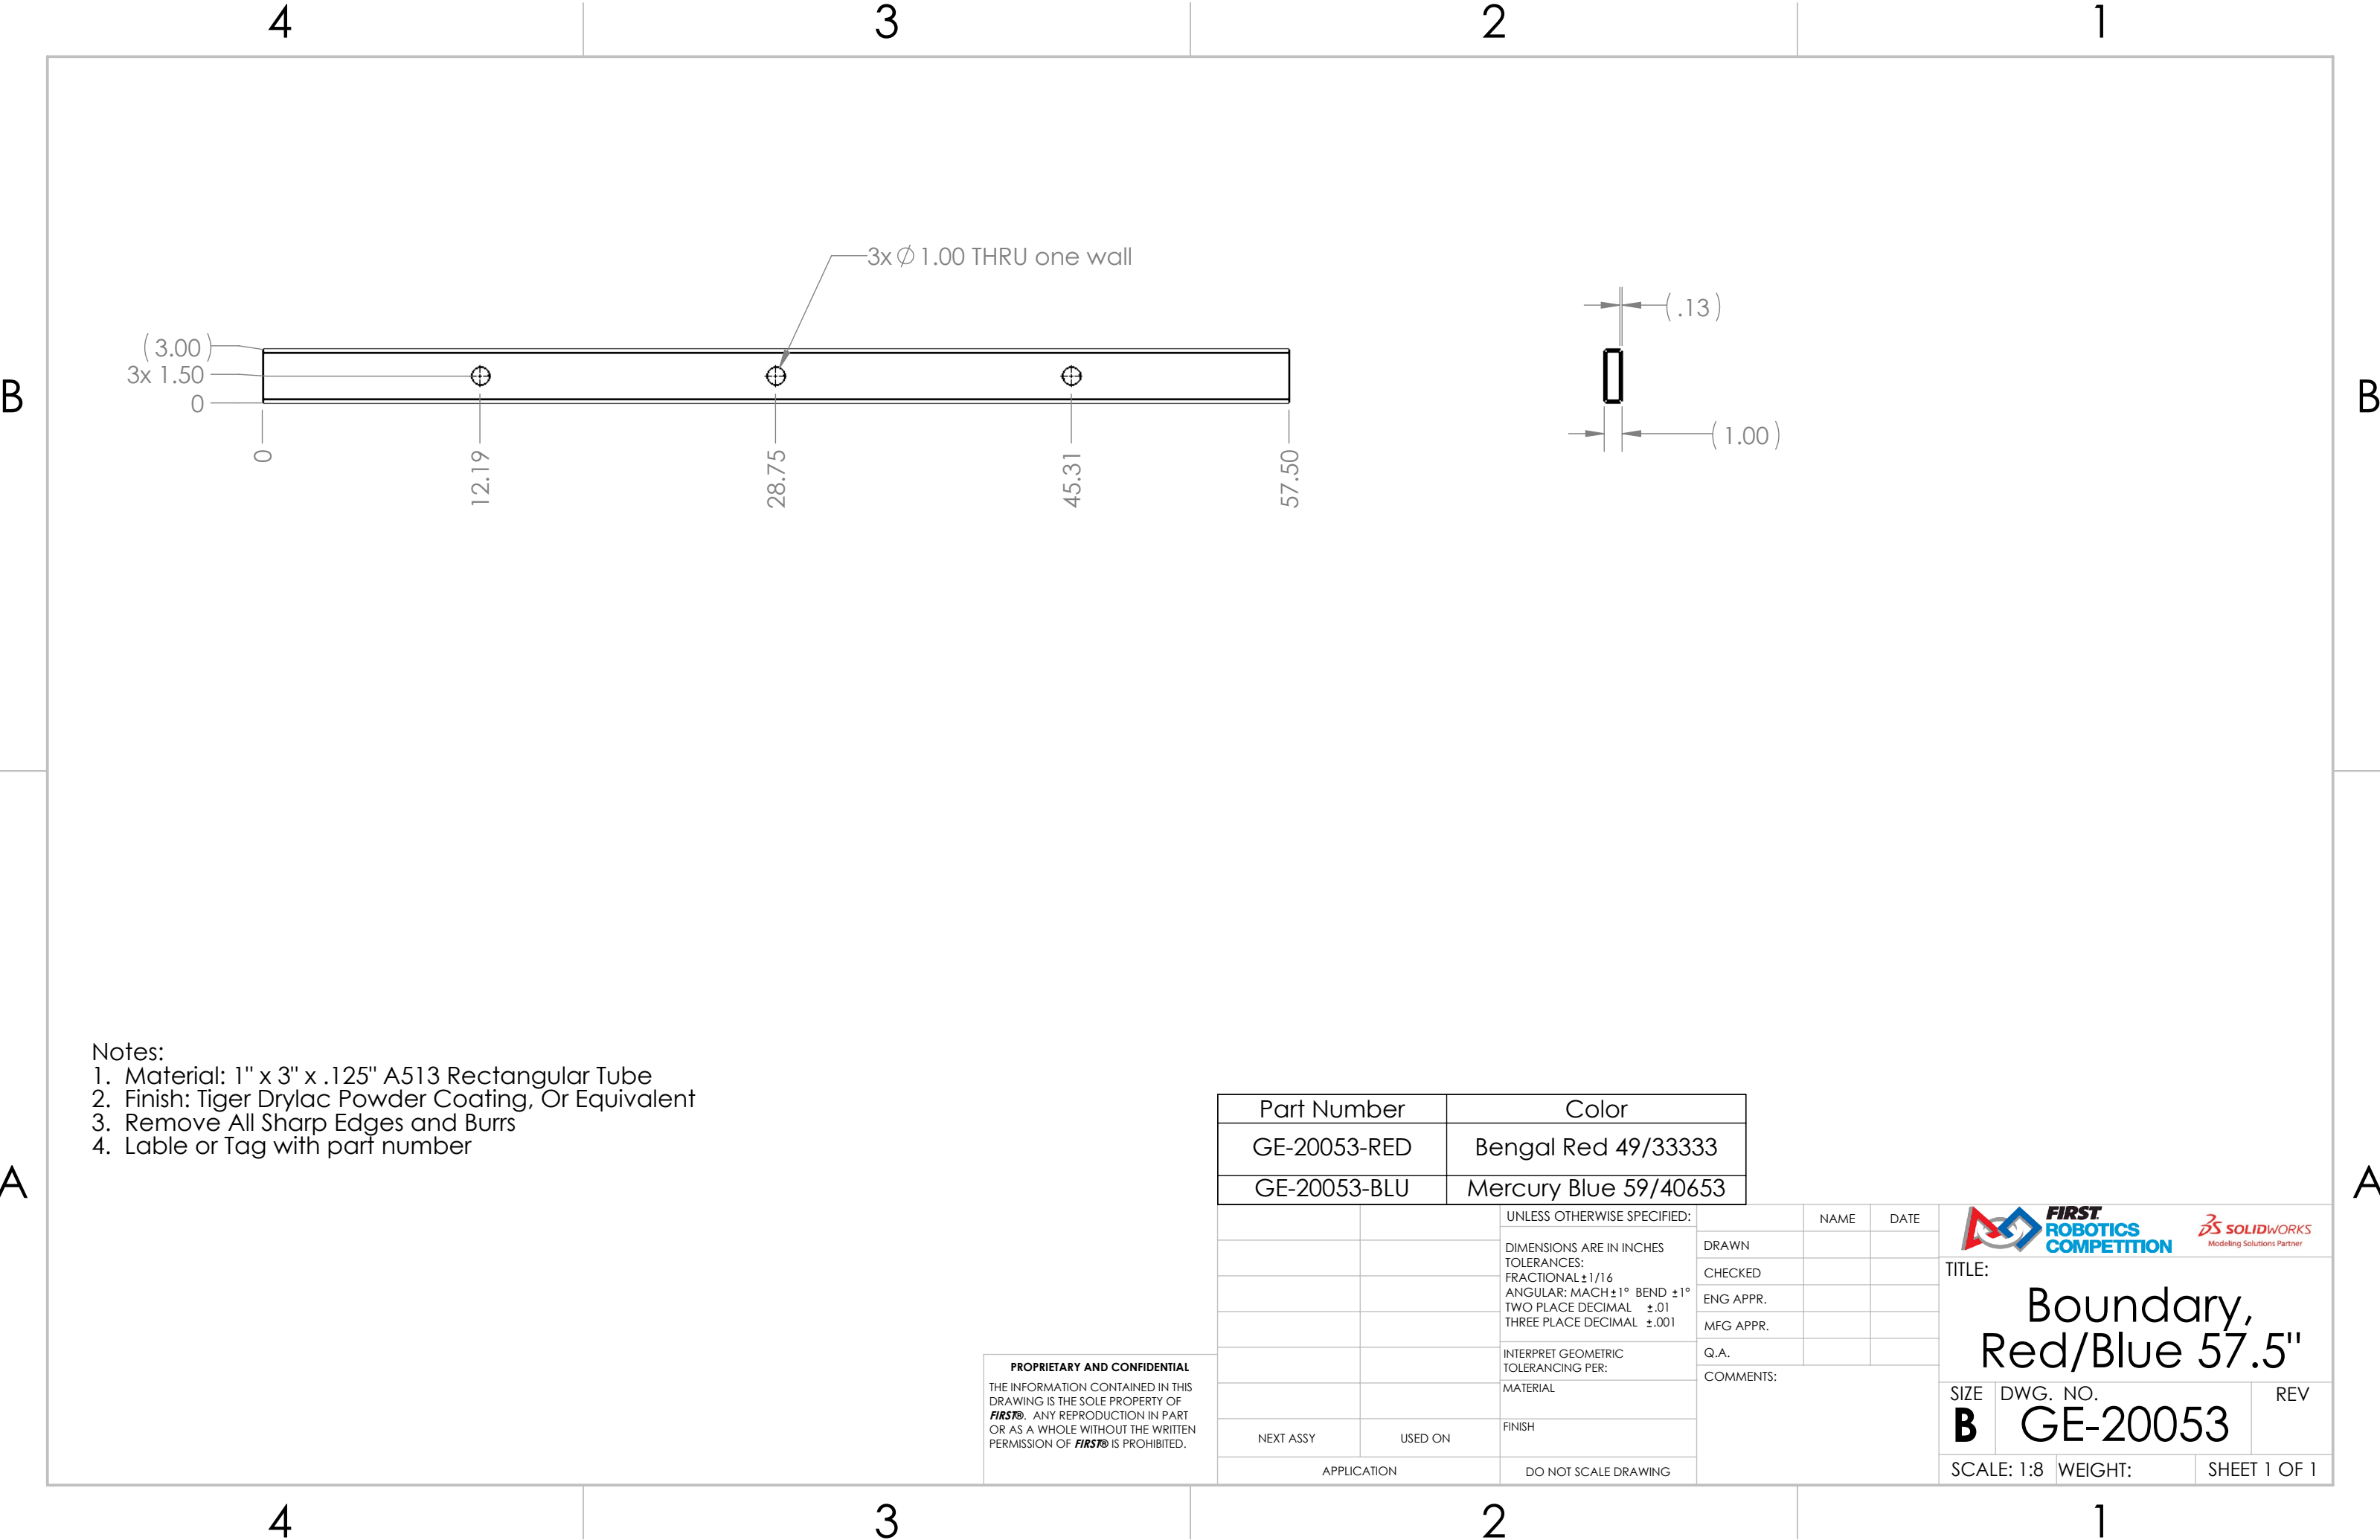 4 3 2 1
3x ∅ 1.00 THRU one wall
( .13 )
( 3.00 )
3x 1.50
0
B B
( 1.00 )
0 12.19 28.75 45.31 57.50
Notes:
1. Material: 1" x 3" x .125" A513 Rectangular Tube
2. Finish: Tiger Drylac Powder Coating, Or Equivalent
3. Remove All Sharp Edges and Burrs
4. Lable or Tag with part number
Part Number Color
GE-20053-RED Bengal Red 49/33333
GE-20053-BLU Mercury Blue 59/40653
A A
PROPRIETARY AND CONFIDENTIAL
THE INFORMATION CONTAINED IN THIS
DRAWING IS THE SOLE PROPERTY OF
FIRST®. ANY REPRODUCTION IN PART
OR AS A WHOLE WITHOUT THE WRITTEN
PERMISSION OF FIRST® IS PROHIBITED.
NEXT ASSY USED ON
APPLICATION
UNLESS OTHERWISE SPECIFIED:
DIMENSIONS ARE IN INCHES
TOLERANCES:
FRACTIONAL ±1/16
ANGULAR: MACH ±1° BEND ±1°
TWO PLACE DECIMAL ±.01
THREE PLACE DECIMAL ±.001
INTERPRET GEOMETRIC
TOLERANCING PER:
MATERIAL
FINISH
DO NOT SCALE DRAWING
NAME DATE
DRAWN
CHECKED
ENG APPR.
MFG APPR.
Q.A.
COMMENTS:
FIRST®
ROBOTICS
COMPETITION
SOLIDWORKS
Modeling Solutions Partner
TITLE:
Boundary,
Red/Blue 57.5"
SIZE DWG. NO. REV
B GE-20053
SCALE: 1:8 WEIGHT: SHEET 1 OF 1
4 3 2 1